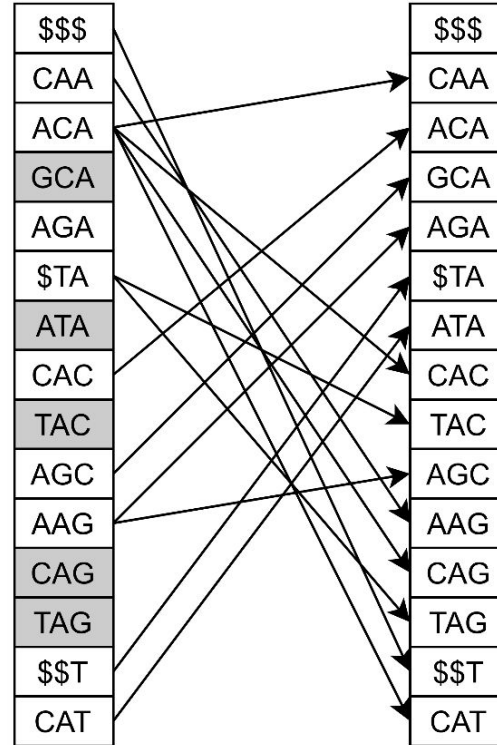 $$$ $$$
CAA CAA
ACA ACA
GCA GCA
AGA AGA
$TA $TA
ATA ATA
CAC CAC
TAC TAC
AGC AGC
AAG AAG
CAG CAG
TAG TAG
$$T $$T
CAT CAT